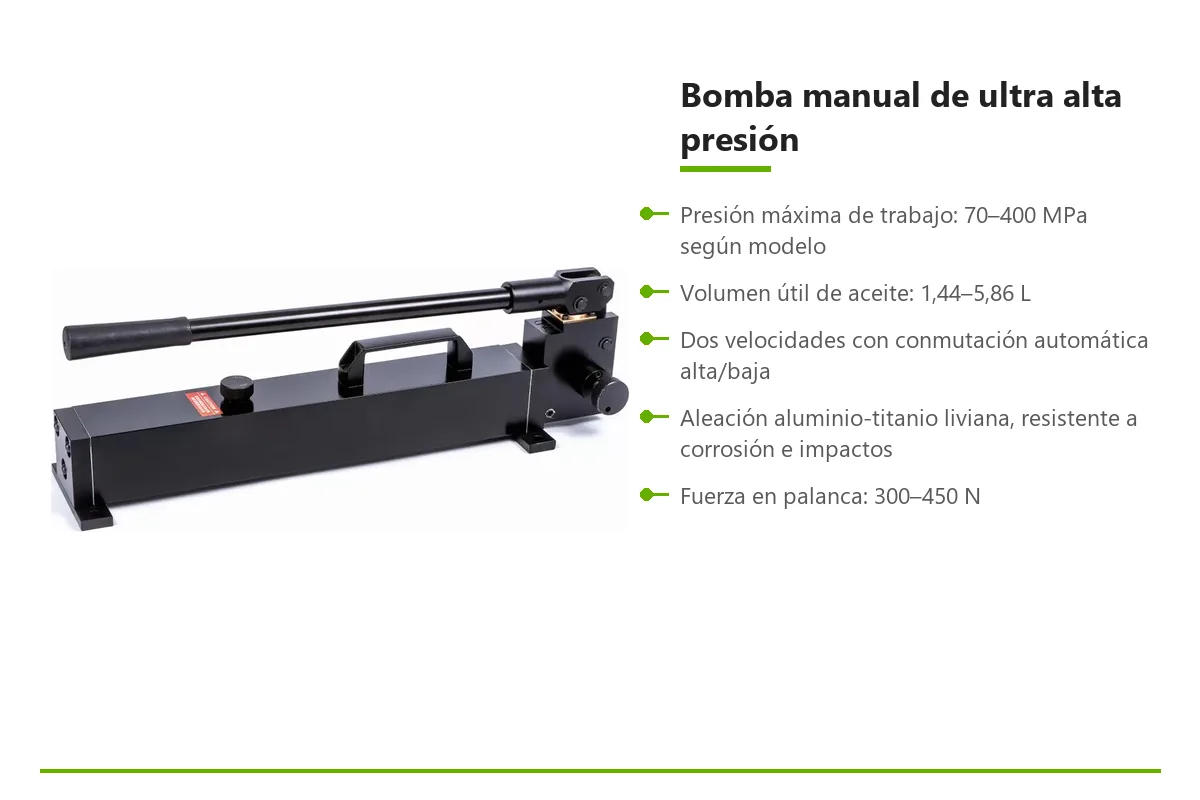 Bomba manual de ultra alta
presión
Presión máxima de trabajo: 70–400 MPa
según modelo
Volumen útil de aceite: 1,44–5,86 L
Dos velocidades con conmutación automática
alta/baja
Aleación aluminio-titanio liviana, resistente a
corrosión e impactos
Fuerza en palanca: 300–450 N